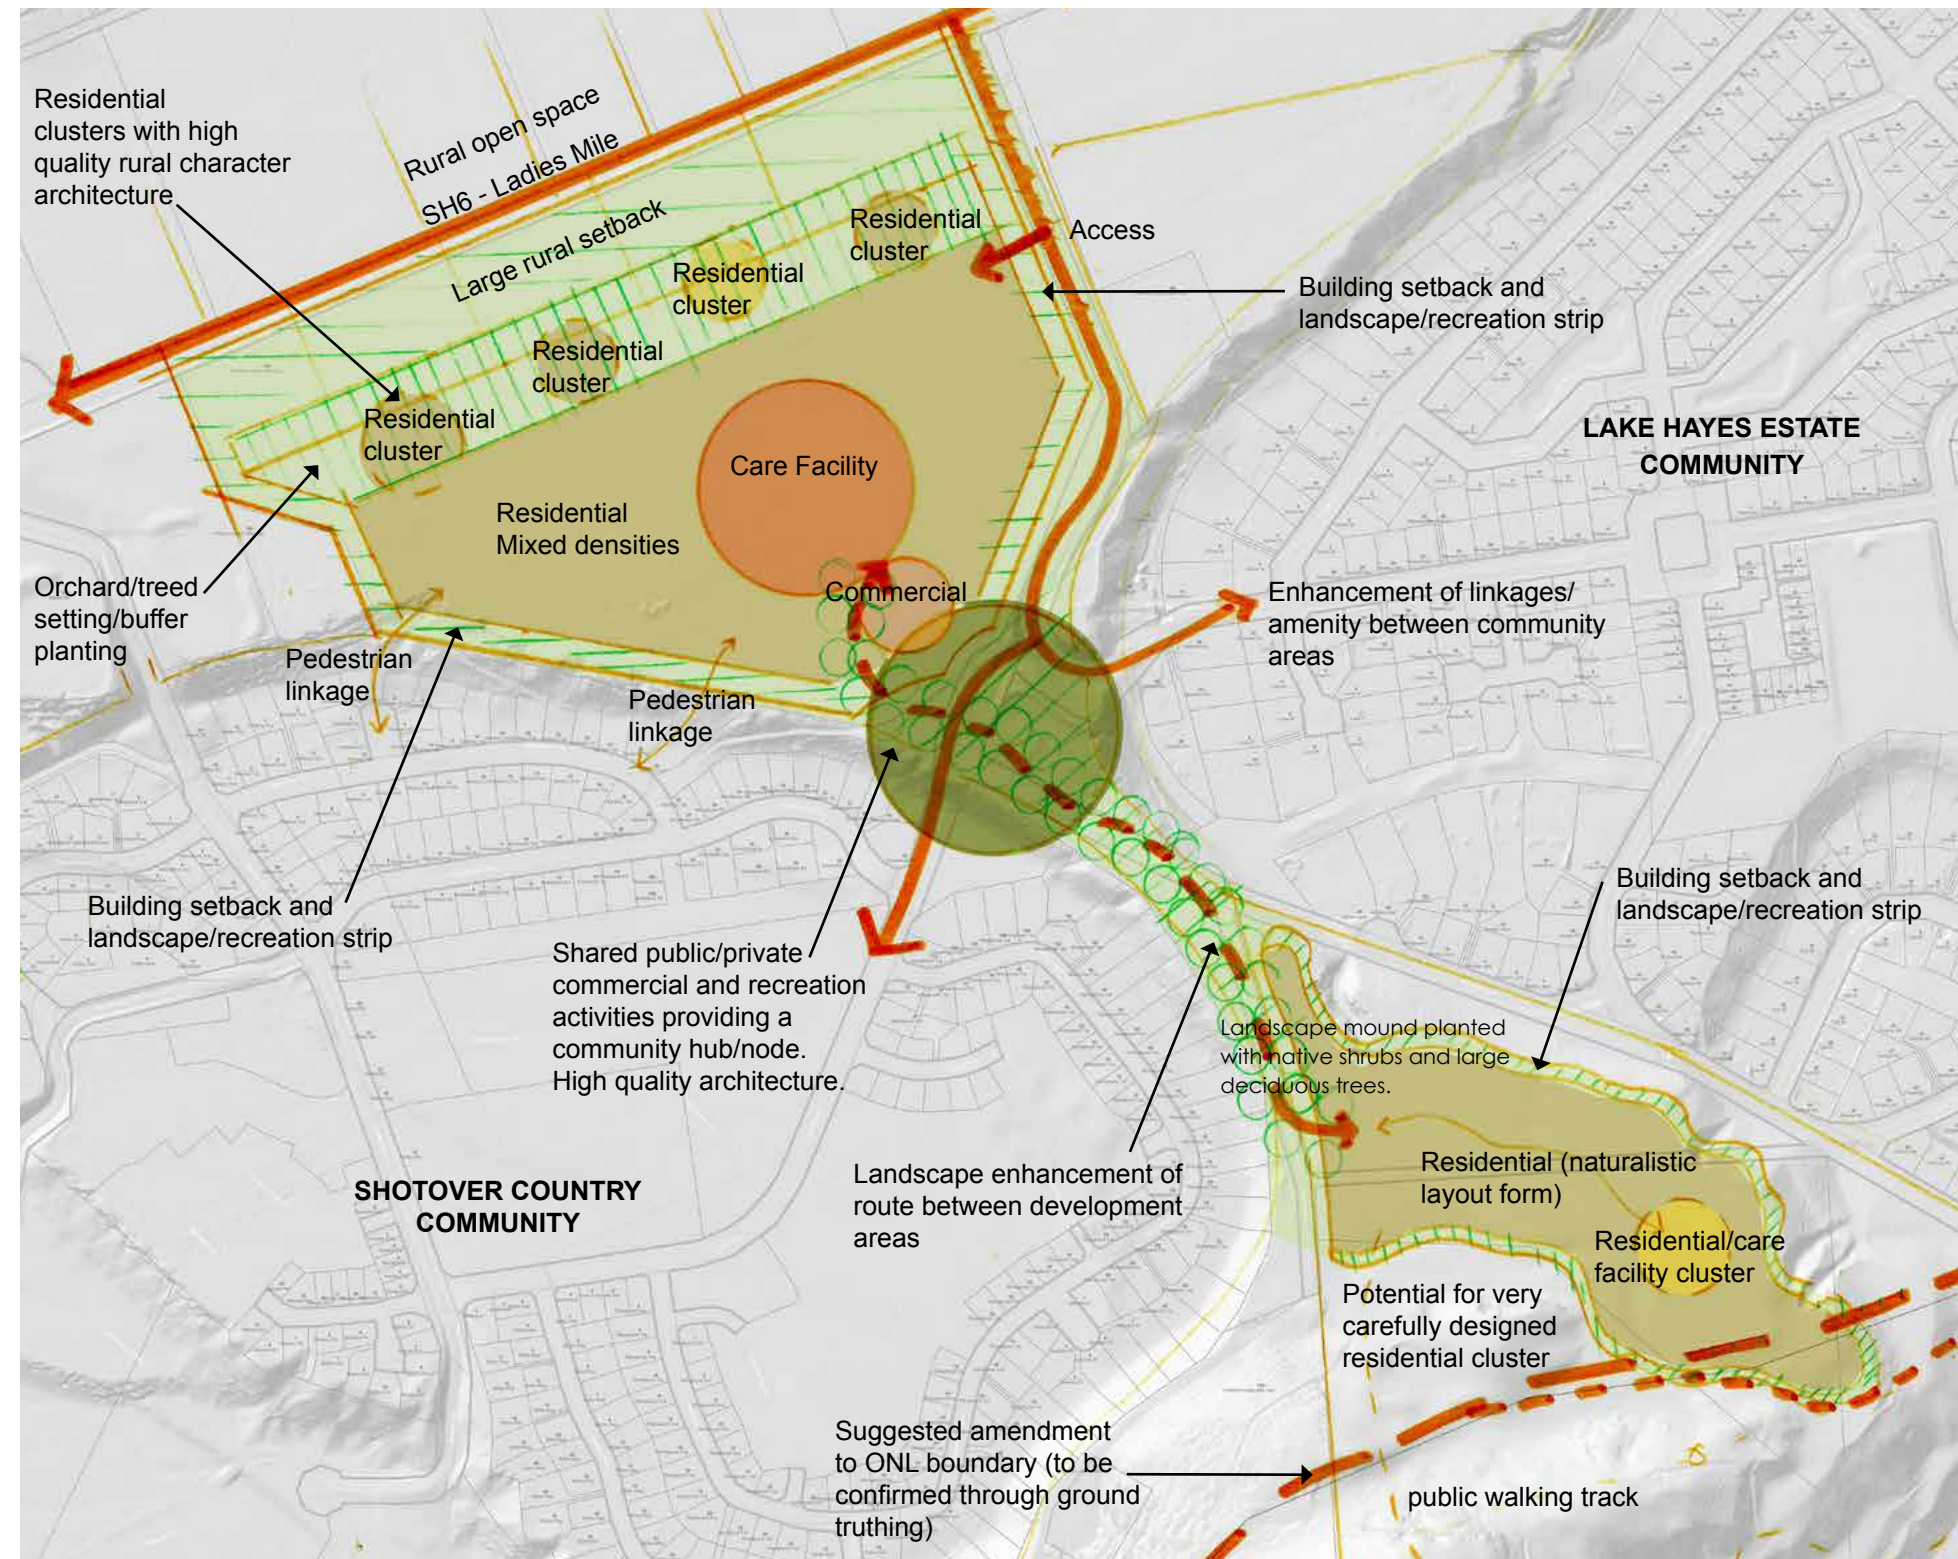 Residential
clusters with high
quality rural character
architecture
Rural open space
SH6 - Ladies Mile
Large rural setback
Residential
cluster
Residential
cluster
Residential
cluster
Residential
cluster
Access
Building setback and
landscape/recreation strip
LAKE HAYES ESTATE
COMMUNITY
Care Facility
Residential
Mixed densities
Commercial
Orchard/treed
setting/buffer
planting
Pedestrian
linkage
Pedestrian
linkage
Enhancement of linkages/
amenity between community
areas
Building setback and
landscape/recreation strip
Shared public/private
commercial and recreation
activities providing a
community hub/node.
High quality architecture.
Building setback and
landscape/recreation strip
Landscape mound planted
with native shrubs and large
deciduous trees.
SHOTOVER COUNTRY
COMMUNITY
Landscape enhancement of
route between development
areas
Residential (naturalistic
layout form)
Residential/care
facility cluster
Potential for very
carefully designed
residential cluster
Suggested amendment
to ONL boundary (to be
confirmed through ground
truthing)
public walking track